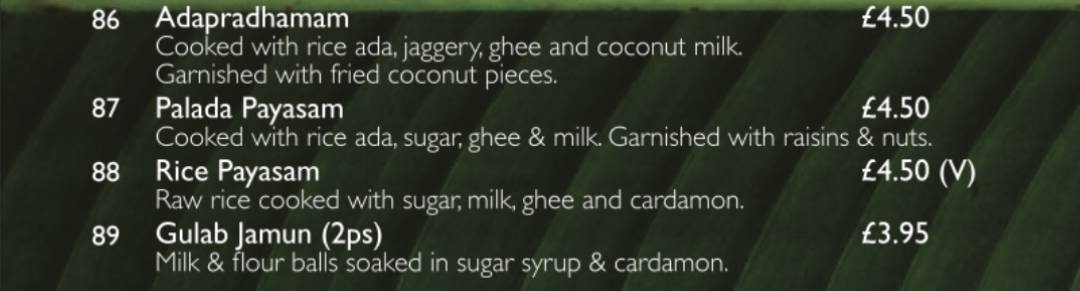 86 Adapradhamam £4.50
Cooked with rice ada, jaggery, ghee and coconut milk.
Garnished with fried coconut pieces.
87 Palada Payasam £4.50
Cooked with rice ada, sugar, ghee & milk. Garnished with raisins & nuts.
88 Rice Payasam £4.50 (V)
Raw rice cooked with sugar, milk, ghee and cardamon.
89 Gulab Jamun (2ps) £3.95
Milk & flour balls soaked in sugar syrup & cardamon.